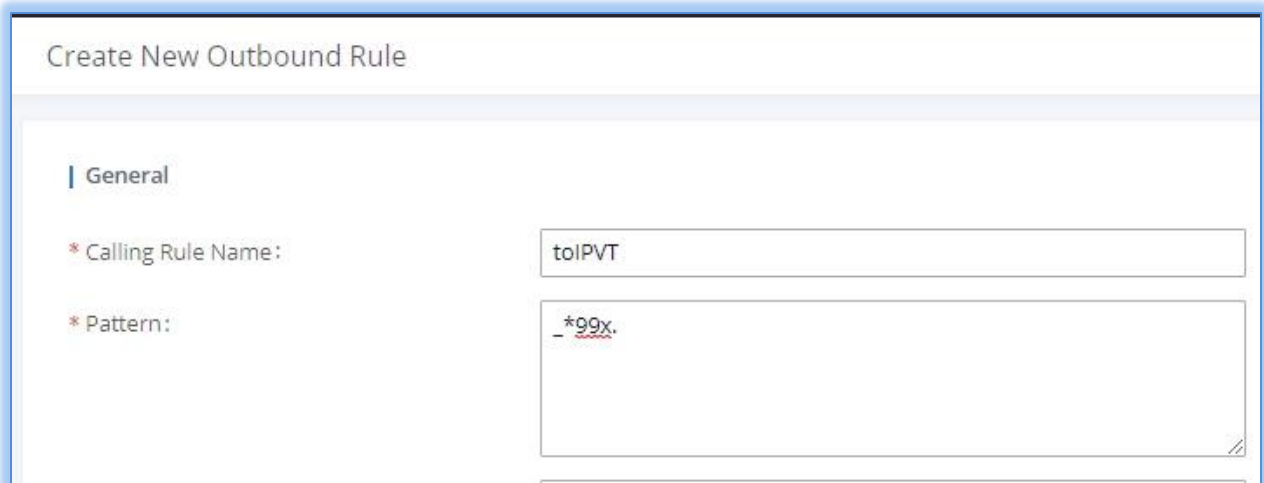 Create New Outbound Rule
General
* Calling Rule Name: toIPVT
* Pattern: _*99x.